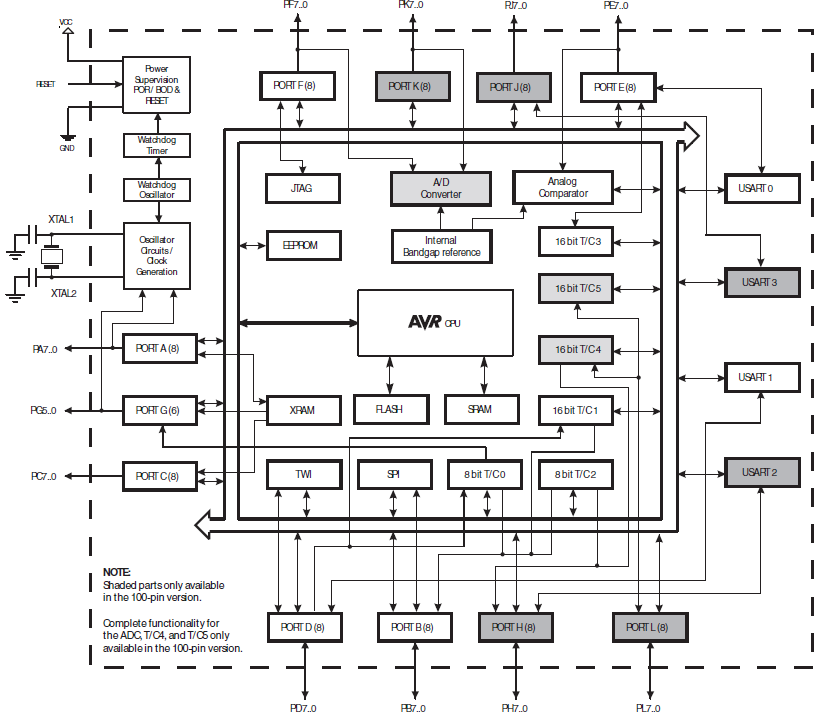 PF7..0
PK7..0
PJ7..0
PE7..0
VCC
RESET
GND
Power
Supervision
POR/ BOD &
RESET
PORT F (8)
PORT K (8)
PORT J (8)
PORT E (8)
Watchdog
Timer
Watchdog
Oscillator
JTAG
A/D
Converter
Analog
Comparator
USART 0
XTAL1
Oscillator
Circuits /
Clock
Generation
XTAL2
EEPROM
Internal
Bandgap reference
16 bit T/C 3
16 bit T/C 5
USART 3
AVR CPU
PA7..0
PORT A (8)
16 bit T/C 4
USART 1
PG5..0
PORT G (6)
XRAM
FLASH
SRAM
16 bit T/C 1
PC7..0
PORT C (8)
TWI
SPI
8 bit T/C 0
8 bit T/C 2
USART 2
NOTE:
Shaded parts only available
in the 100-pin version.
Complete functionality for
the ADC, T/C4, and T/C5 only
available in the 100-pin version.
PORT D (8)
PORT B (8)
PORT H (8)
PORT L (8)
PD7..0
PB7..0
PH7..0
PL7..0